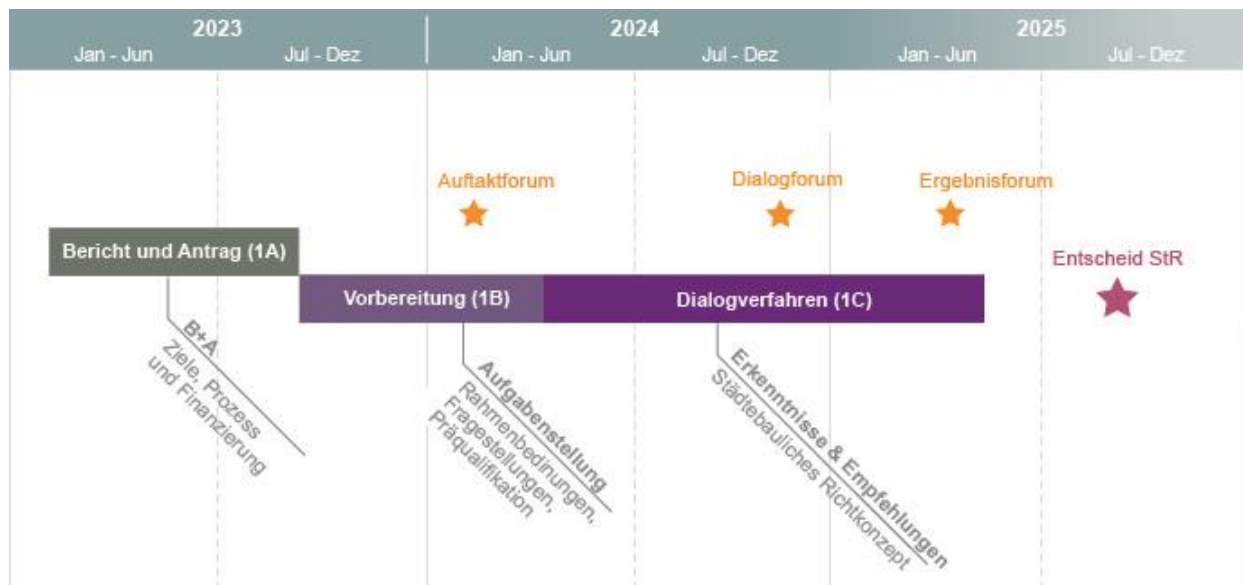 2023
2024
2025
Jan - Jun
Jul - Dez
Jan - Jun
Jul - Dez
Jan - Jun
Jul - Dez
Auftaktforum
Dialogforum
Ergebnisforum
Bericht und Antrag (1A)
Entscheid StR
Vorbereitung (1B)
Dialogverfahren (1C)
B+A
Ziele, Prozess
und Finanzierung
Aufgabenstellung
Rahmenbedinungen,
Fragestellungen,
Präqualifikation
Erkenntnisse & Empfehlungen
Städtebauliches Richtkonzept